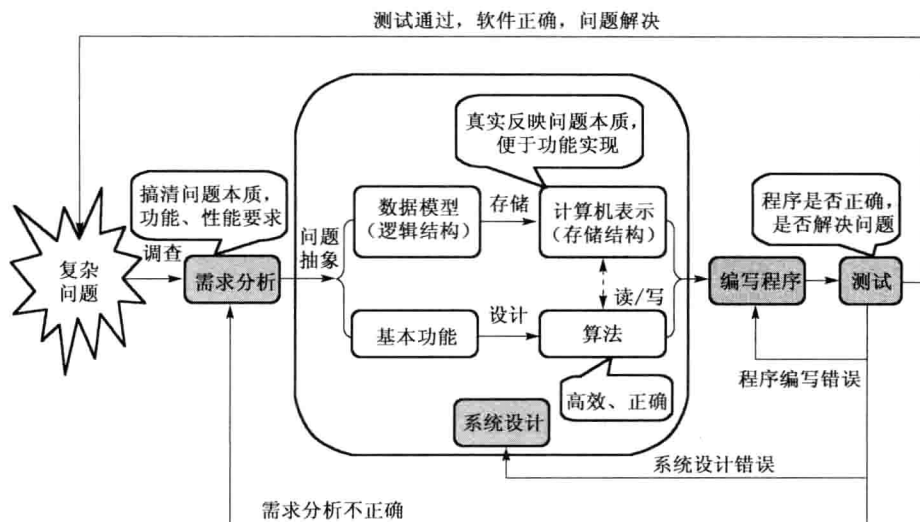 测试通过，软件正确，问题解决
真实反映问题本质，
便于功能实现
搞清问题本质，
功能、性能要求
程序是否正确，
是否解决问题
数据模型
（逻辑结构）
存储
计算机表示
（存储结构）
复杂
问题
调查
需求分析
问题
抽象
编写程序
测试
读/写
基本功能
设计
算法
高效、正确
程序编写错误
系统设计
系统设计错误
需求分析不正确